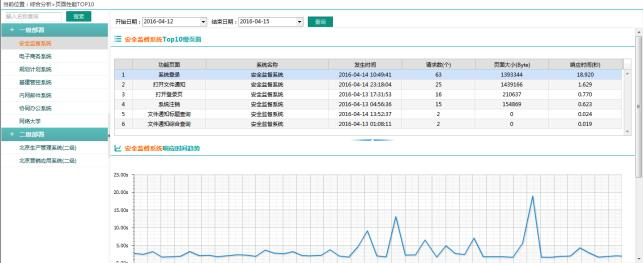 当前位置：综合分析>页面性能TOP10
输入名称查询 搜索
开始日期：2016-04-12 结束日期：2016-04-15 查询
+ 一级部署
安全监督系统
电子商务系统
规划计划系统
基建管控系统
内网邮件系统
协同办公系统
网络大学
+ 二级部署
北京生产管理系统(二级)
北京营销应用系统(二级)
安全监督系统Top10慢页面
功能页面 系统名称 发生时间 请求数(个) 页面大小(Byte) 响应时间(秒)
1 系统登录 安全监督系统 2016-04-14 10:49:41 63 1393344 18.920
2 打开文件通知 安全监督系统 2016-04-14 23:18:04 25 1439166 1.629
3 打开登录页 安全监督系统 2016-04-13 17:31:53 16 210637 0.770
4 系统注销 安全监督系统 2016-04-13 04:56:36 15 154869 0.623
5 文件通知标题查询 安全监督系统 2016-04-14 13:52:37 2 0 0.024
6 文件通知综合查询 安全监督系统 2016-04-13 01:08:11 2 0 0.019
安全监督系统响应时间趋势
25.00s
20.00s
15.00s
10.00s
5.00s
0.00s